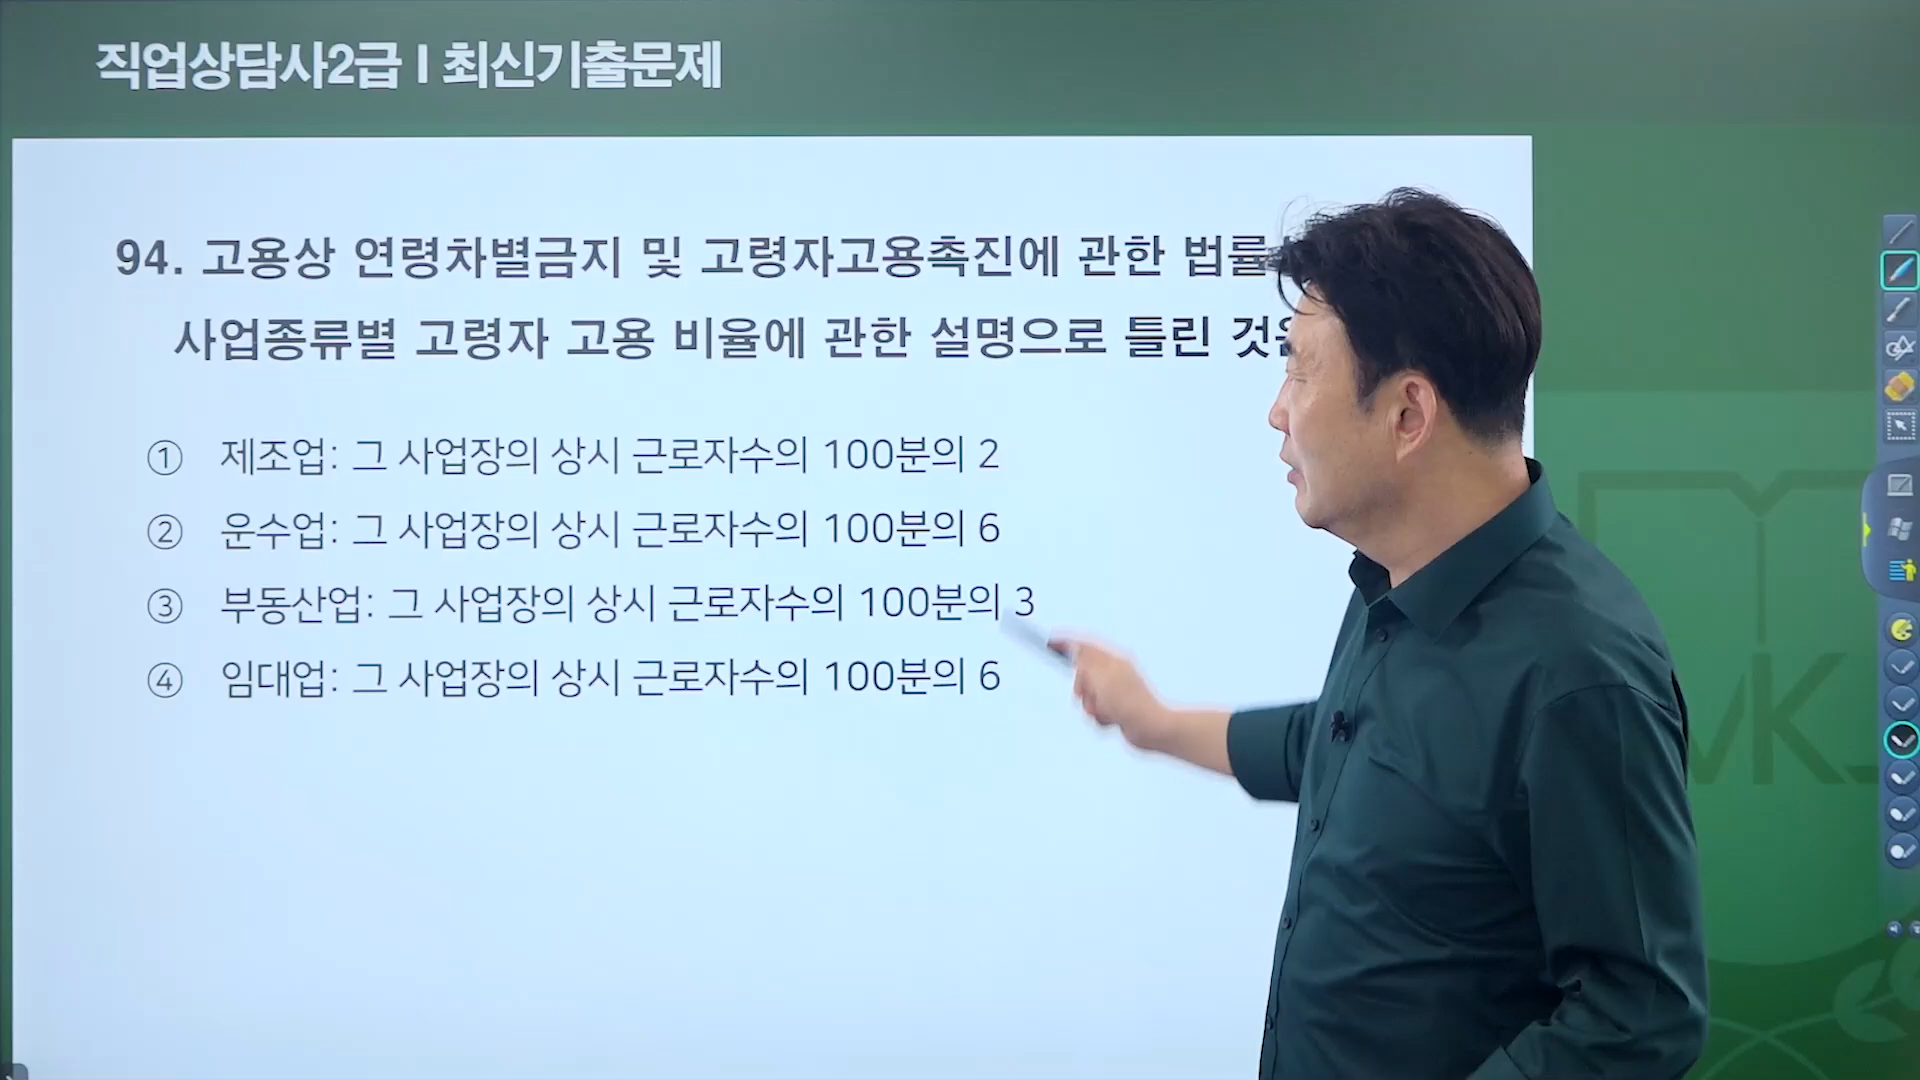 직업상담사2급 I 최신기출문제
94. 고용상 연령차별금지 및 고령자고용촉진에 관한 법률
사업종류별 고령자 고용 비율에 관한 설명으로 틀린
① 제조업: 그 사업장의 상시 근로자수의 100분의 2
② 운수업: 그 사업장의 상시 근로자수의 100분의 6
③ 부동산업: 그 사업장의 상시 근로자수의 100분의 3
④ 임대업: 그 사업장의 상시 근로자수의 100분의 6